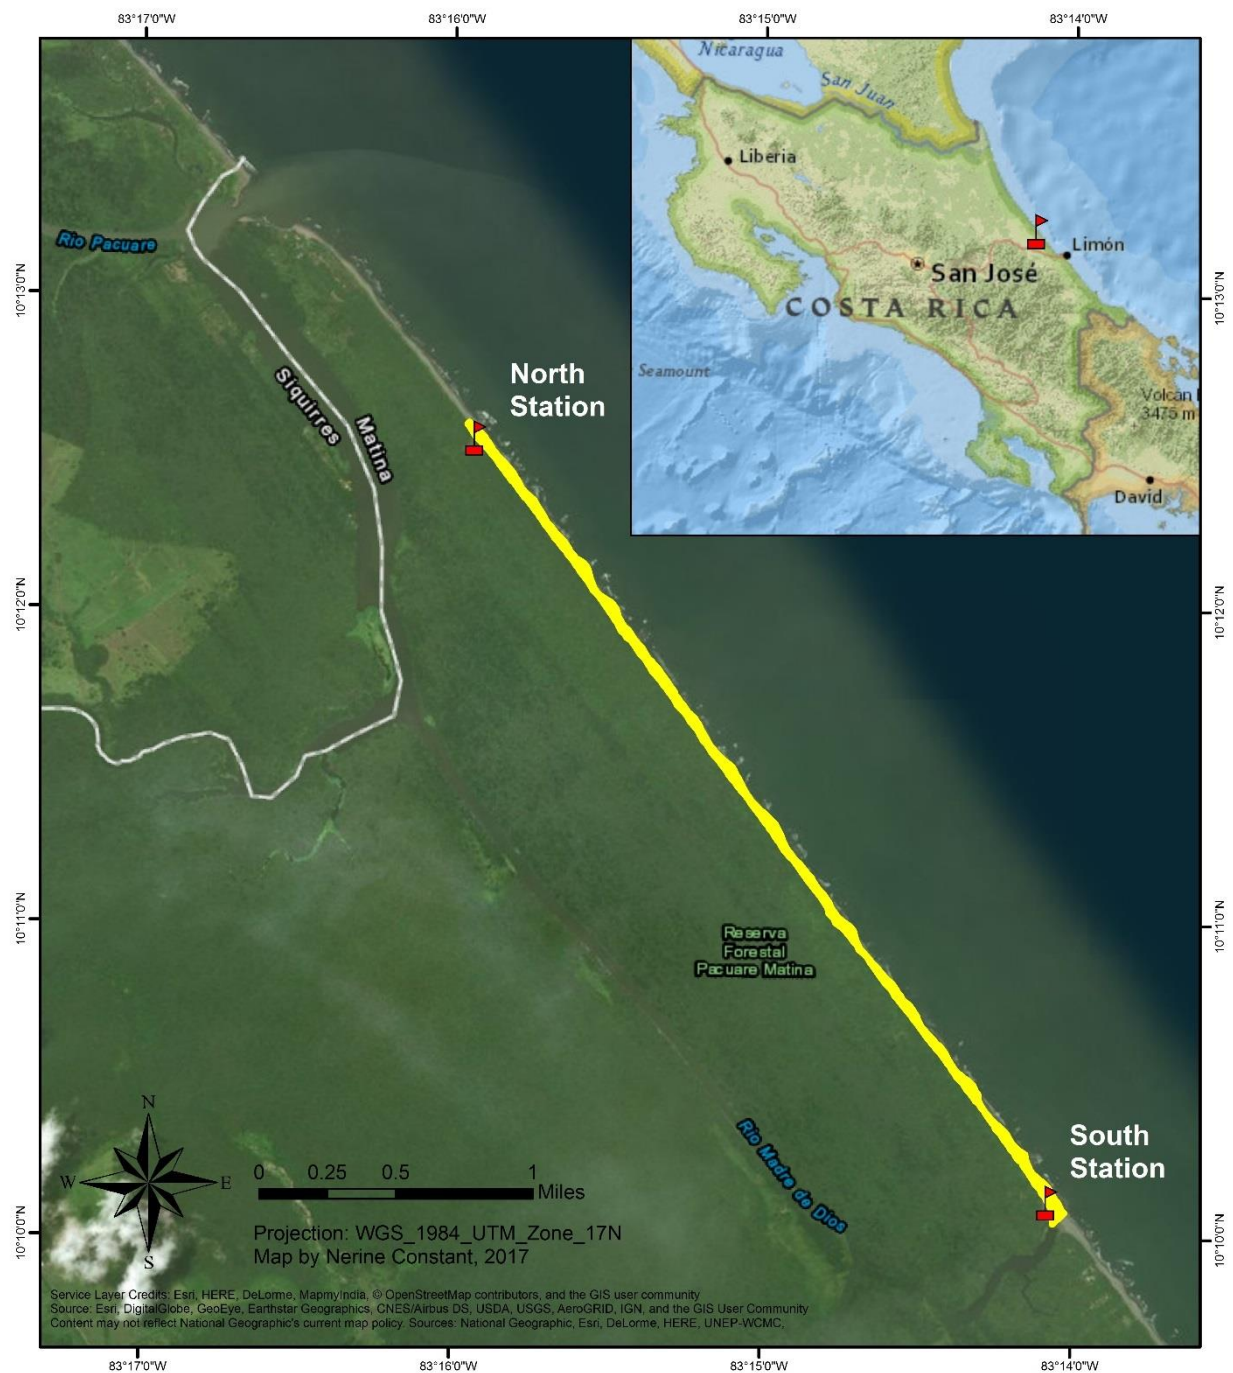 83°17'0"W
83°16'0"W
83°15'0"W
83°14'0"W
Nicaragua
San Juan
Liberia
Limón
San José
COSTA RICA
Seamount
Volcan
3475 m
David
Río Pacuare
10°13'0"N
10°13'0"N
North
Station
Siquirres
Matina
10°12'0"N
10°12'0"N
10°11'0"N
10°11'0"N
Reserva
Forestal
Pacuare Matina
South
Station
Río Madre de Dios
N
W
E
S
0 0.25 0.5 1
Miles
10°10'0"N
10°10'0"N
Projection: WGS_1984_UTM_Zone_17N
Map by Nerine Constant, 2017
Service Layer Credits: Esri, HERE, DeLorme, MapmyIndia, © OpenStreetMap contributors, and the GIS user community
Source: Esri, DigitalGlobe, GeoEye, Earthstar Geographics, CNES/Airbus DS, USDA, USGS, AeroGRID, IGN, and the GIS User Community
Content may not reflect National Geographic's current map policy. Sources: National Geographic, Esri, DeLorme, HERE, UNEP-WCMC,
83°17'0"W
83°16'0"W
83°15'0"W
83°14'0"W